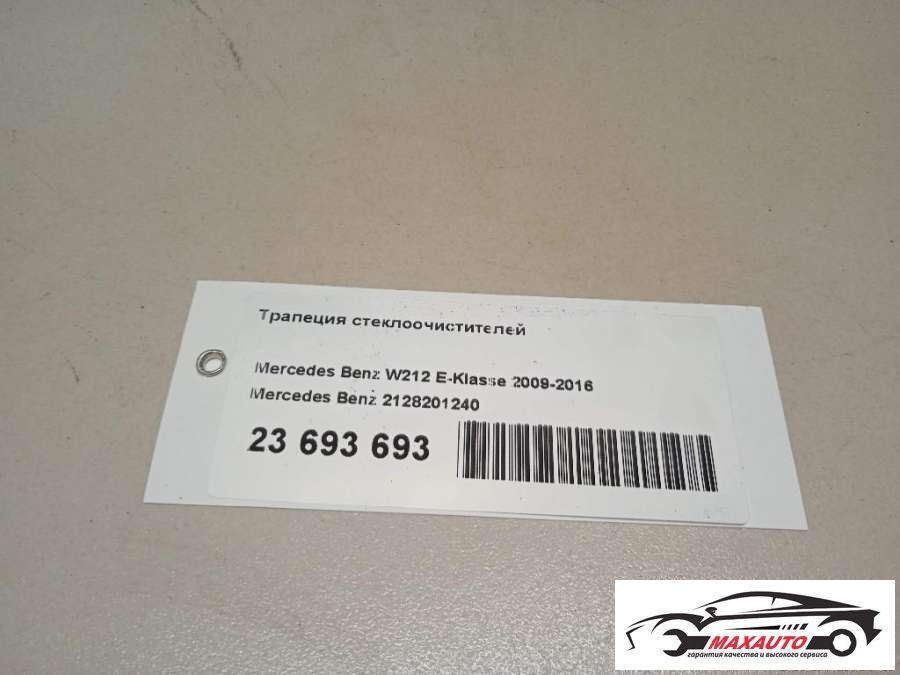 Трапеция стеклоочистителей
Mercedes Benz W212 E-Klasse 2009-2016
Mercedes Benz 2128201240
23 693 693
MAXAUTO
гарантия качества и высокого сервиса